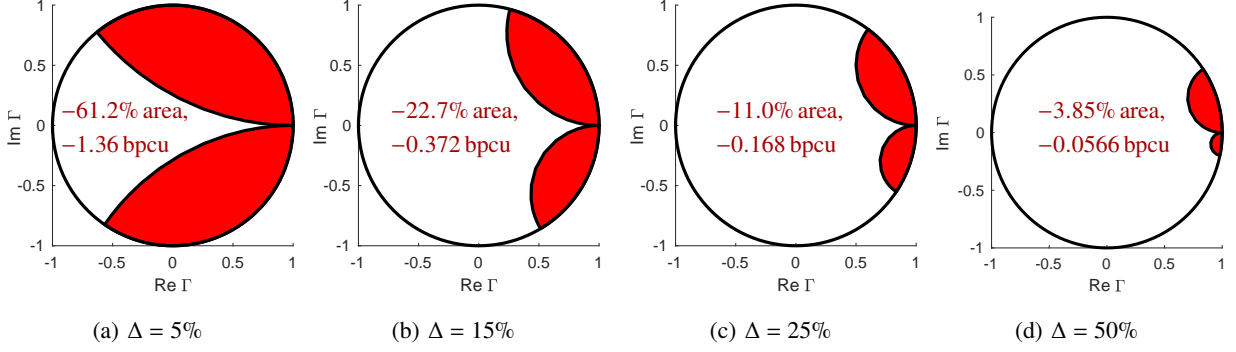 1
0.5
0
-0.5
-1
Im Γ
−61.2% area,
−1.36 bpcu
-1 -0.5 0 0.5 1
Re Γ
(a) Δ = 5%
1
0.5
0
-0.5
-1
Im Γ
−22.7% area,
−0.372 bpcu
-1 -0.5 0 0.5 1
Re Γ
(b) Δ = 15%
1
0.5
0
-0.5
-1
Im Γ
−11.0% area,
−0.168 bpcu
-1 -0.5 0 0.5 1
Re Γ
(c) Δ = 25%
1
0.5
0
-0.5
-1
Im Γ
−3.85% area,
−0.0566 bpcu
-1 -0.5 0 0.5 1
Re Γ
(d) Δ = 50%